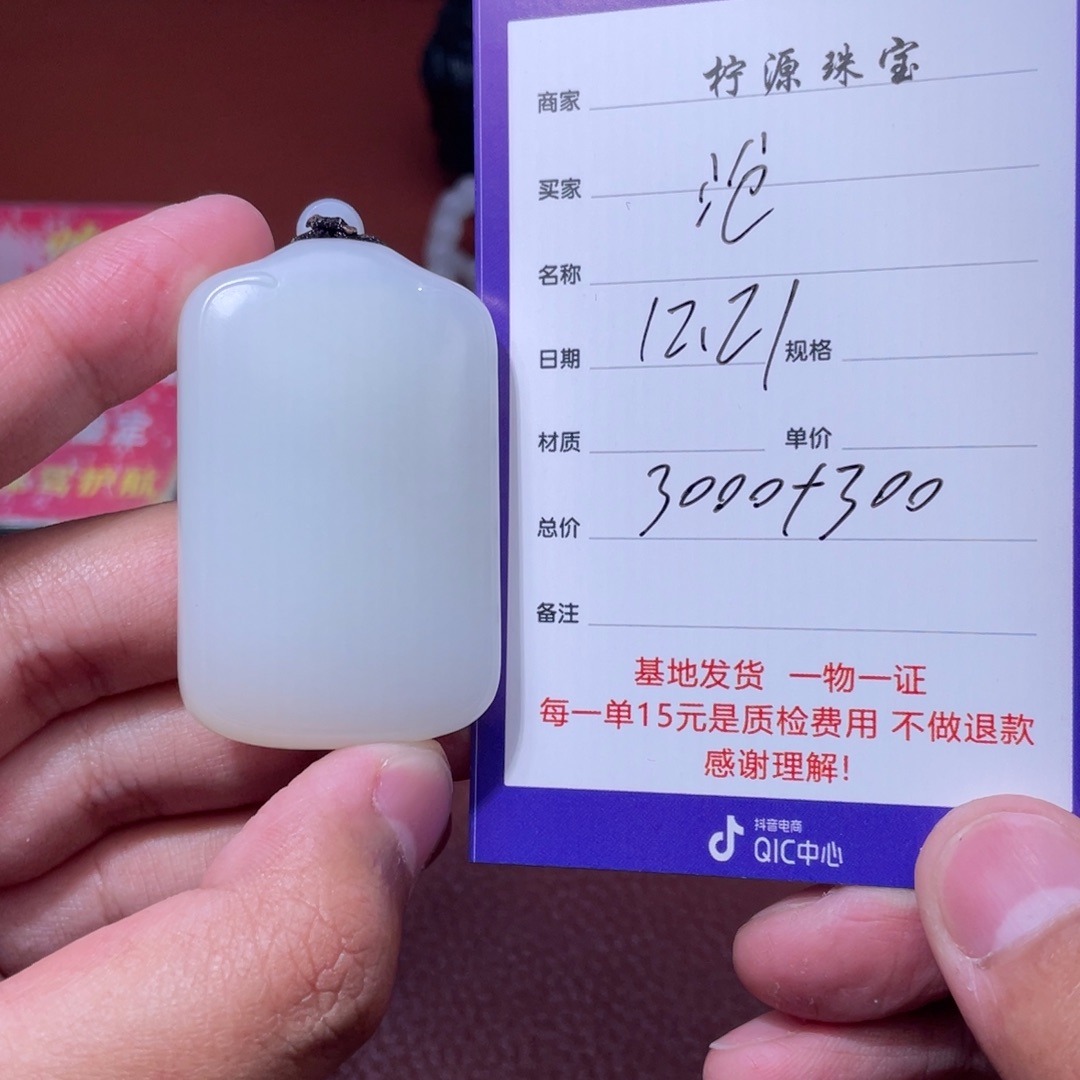 商家 柠源珠宝
买家 沧
名称
日期 12.21 规格
材质 单价
总价 3000+300
备注
基地发货 一物一证
每一单15元是质检费用 不做退款
感谢理解!
抖音电商
QIC中心